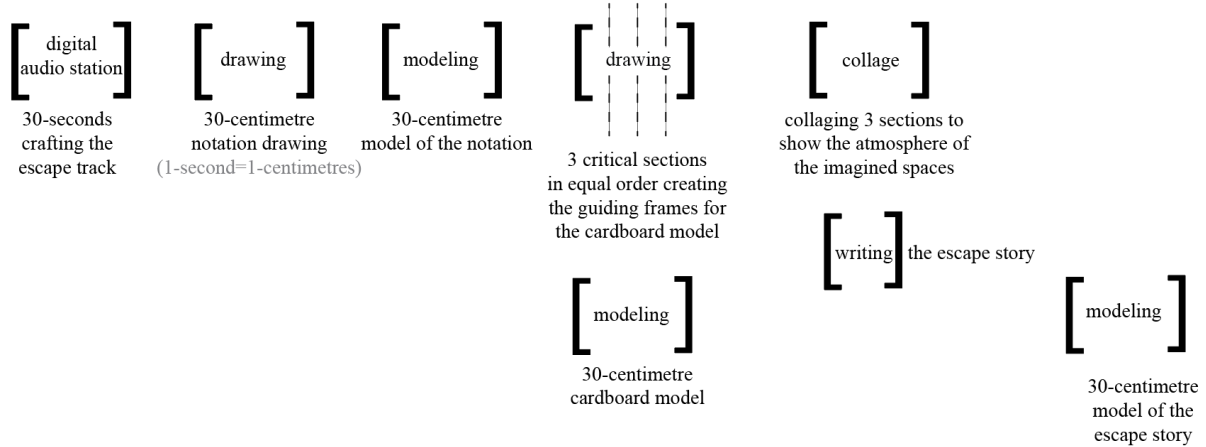 digital
audio station
30-seconds
crafting the
escape track
drawing
30-centimetre
notation drawing
(1-second=1-centimetres)
modeling
30-centimetre
model of the notation
drawing
3 critical sections
in equal order creating
the guiding frames for
the cardboard model
modeling
30-centimetre
cardboard model
collage
collaging 3 sections to
show the atmosphere of
the imagined spaces
writing the escape story
modeling
30-centimetre
model of the
escape story